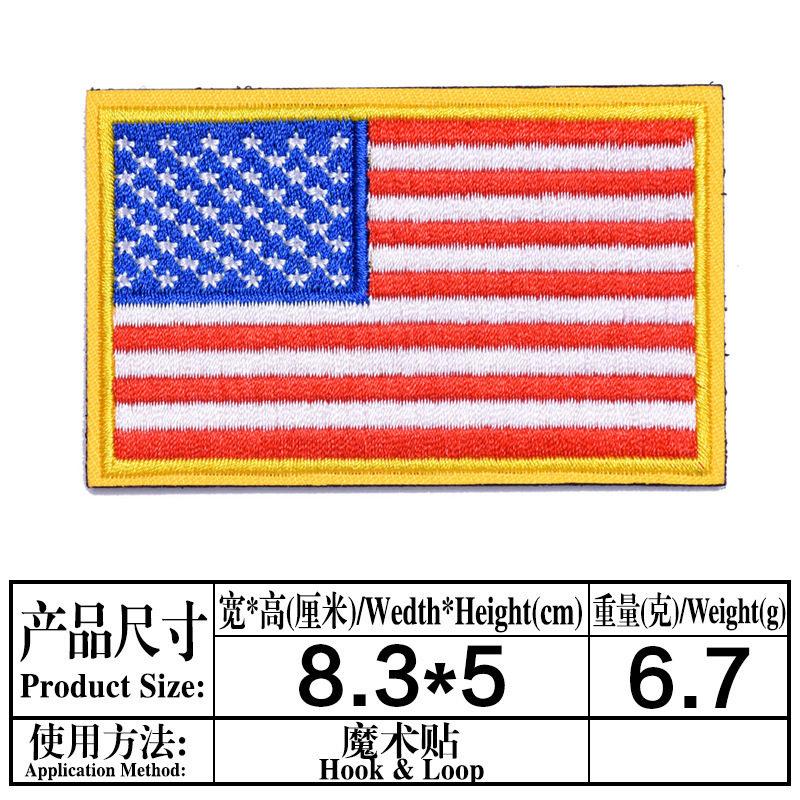 产品尺寸
Product Size:
宽*高(厘米)/Wedth*Height(cm)
重量(克)/Weight(g)
8.3*5
6.7
使用方法:
Application Method:
魔术贴
Hook & Loop